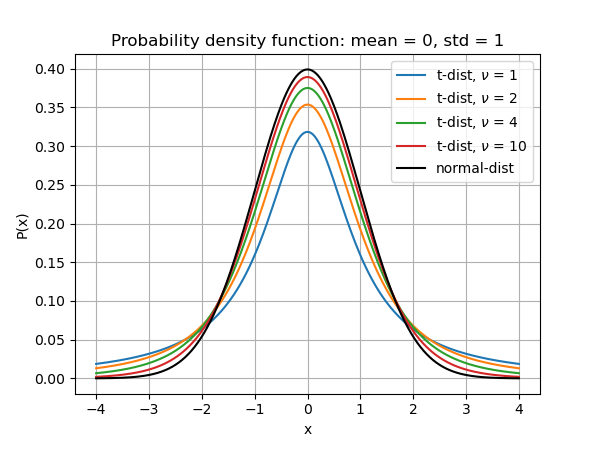 Probability density function: mean = 0, std = 1
P(x)
0.40
0.35
0.30
0.25
0.20
0.15
0.10
0.05
0.00
t-dist, ν = 1
t-dist, ν = 2
t-dist, ν = 4
t-dist, ν = 10
normal-dist
−4 −3 −2 −1 0 1 2 3 4
x